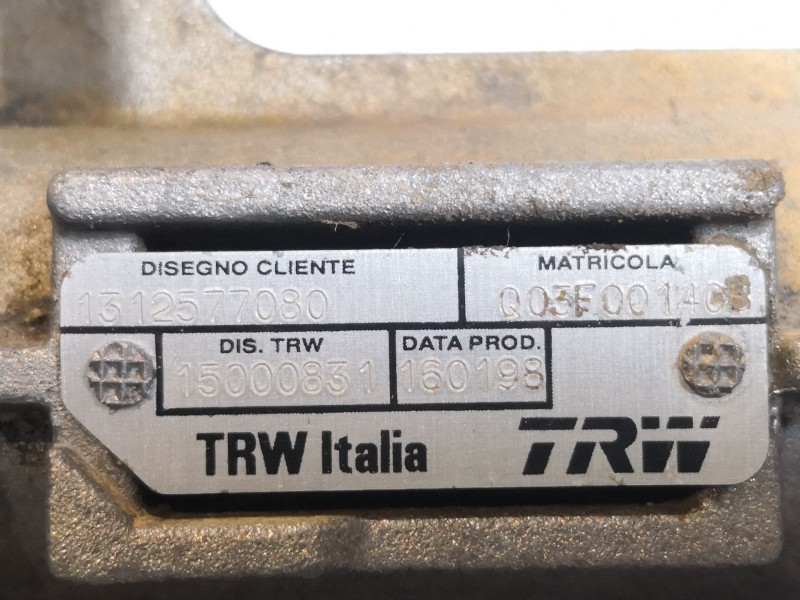 DISEGNO CLIENTE MATRICOLA
1312577080
DIS. TRW DATA PROD.
15000831 160198
TRW Italia TRW